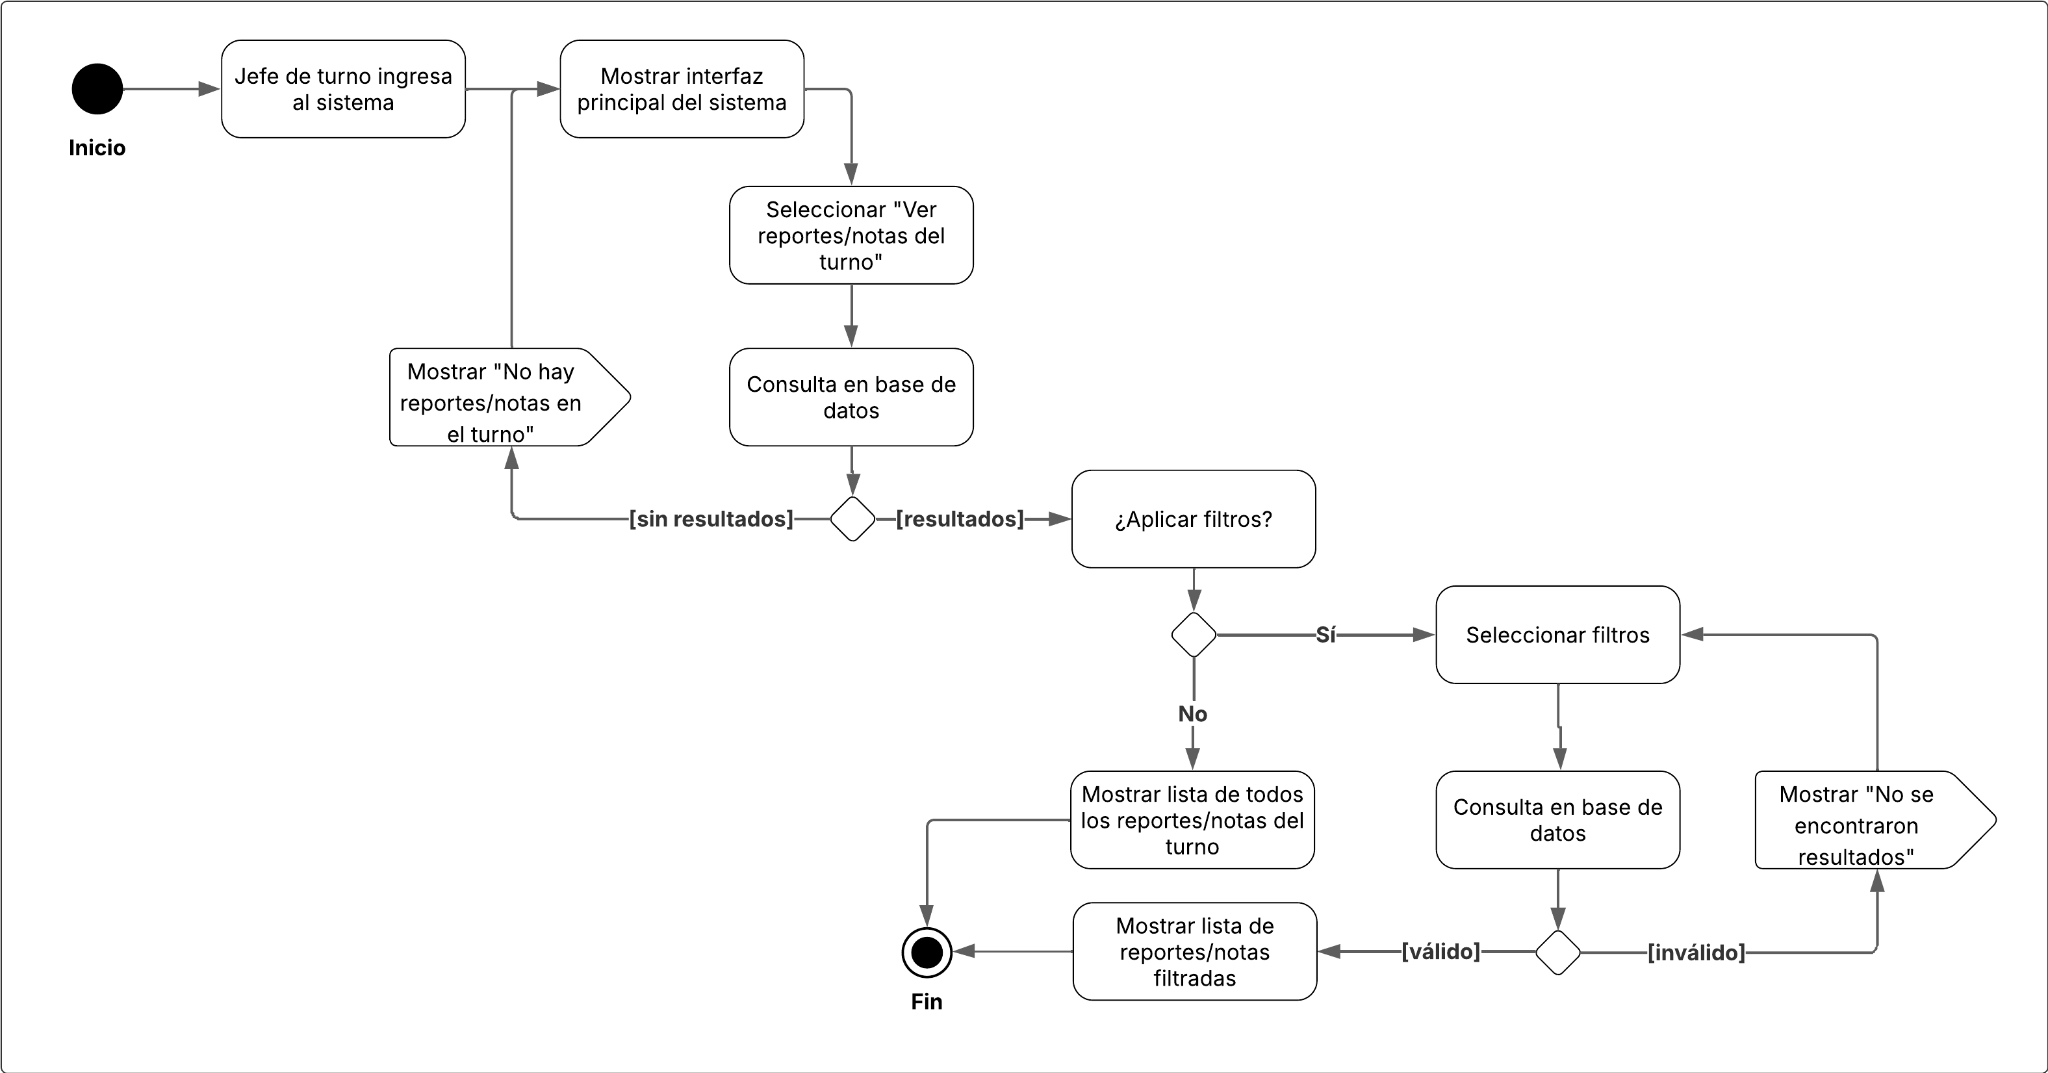 Jefe de turno ingresa
al sistema
Mostrar interfaz
principal del sistema
Inicio
Seleccionar "Ver
reportes/notas del
turno"
Mostrar "No hay
reportes/notas en
el turno"
Consulta en base de
datos
[sin resultados]
[resultados]
¿Aplicar filtros?
Sí
Seleccionar filtros
No
Mostrar lista de todos
los reportes/notas del
turno
Consulta en base de
datos
Mostrar "No se
encontraron
resultados"
Mostrar lista de
reportes/notas
filtradas
[válido]
[inválido]
Fin